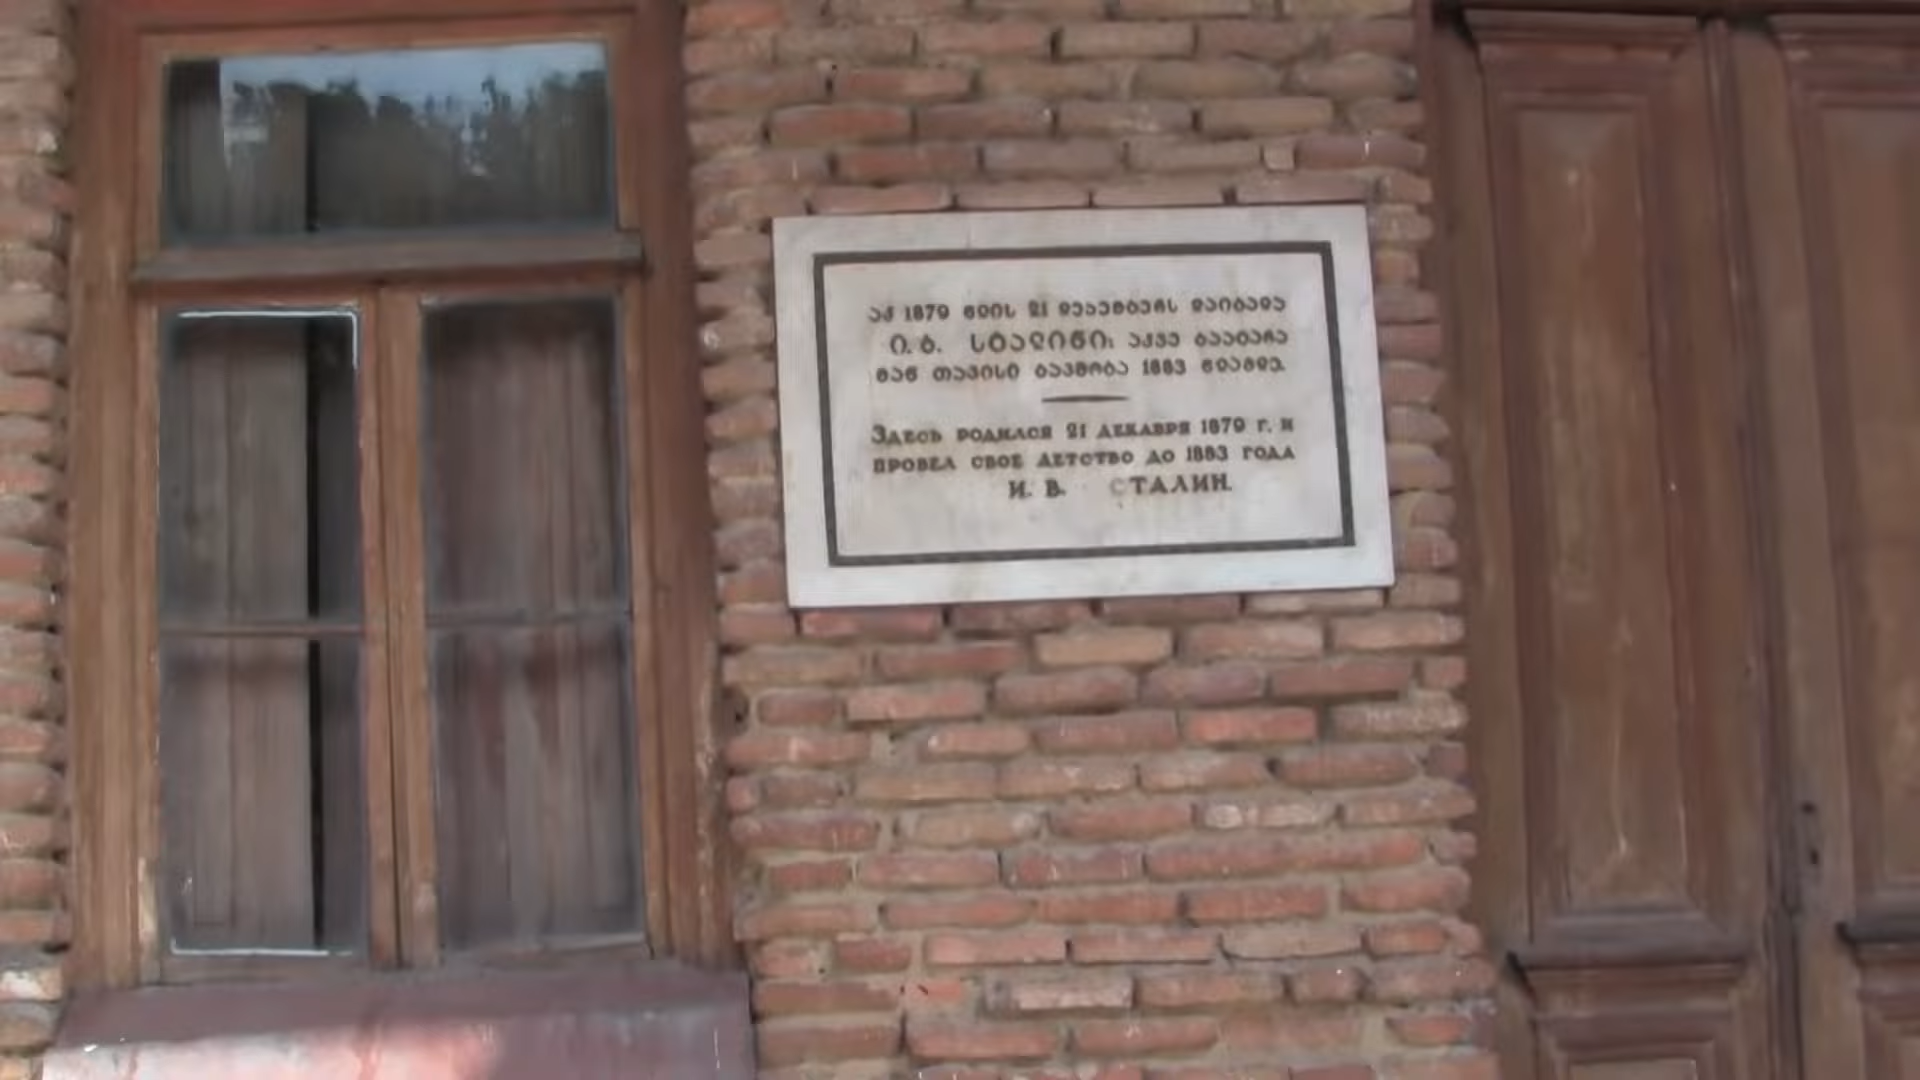 აქ 1879 წლის 21 დეკემბერს დაიბადა
ი. ბ. სტალინი; აქვე გაატარა
მან თავისი ბავშობა 1883 წლამდე.
Здесь родился 21 декабря 1879 г. и
провел свое детство до 1883 года
И. В. СТАЛИН.